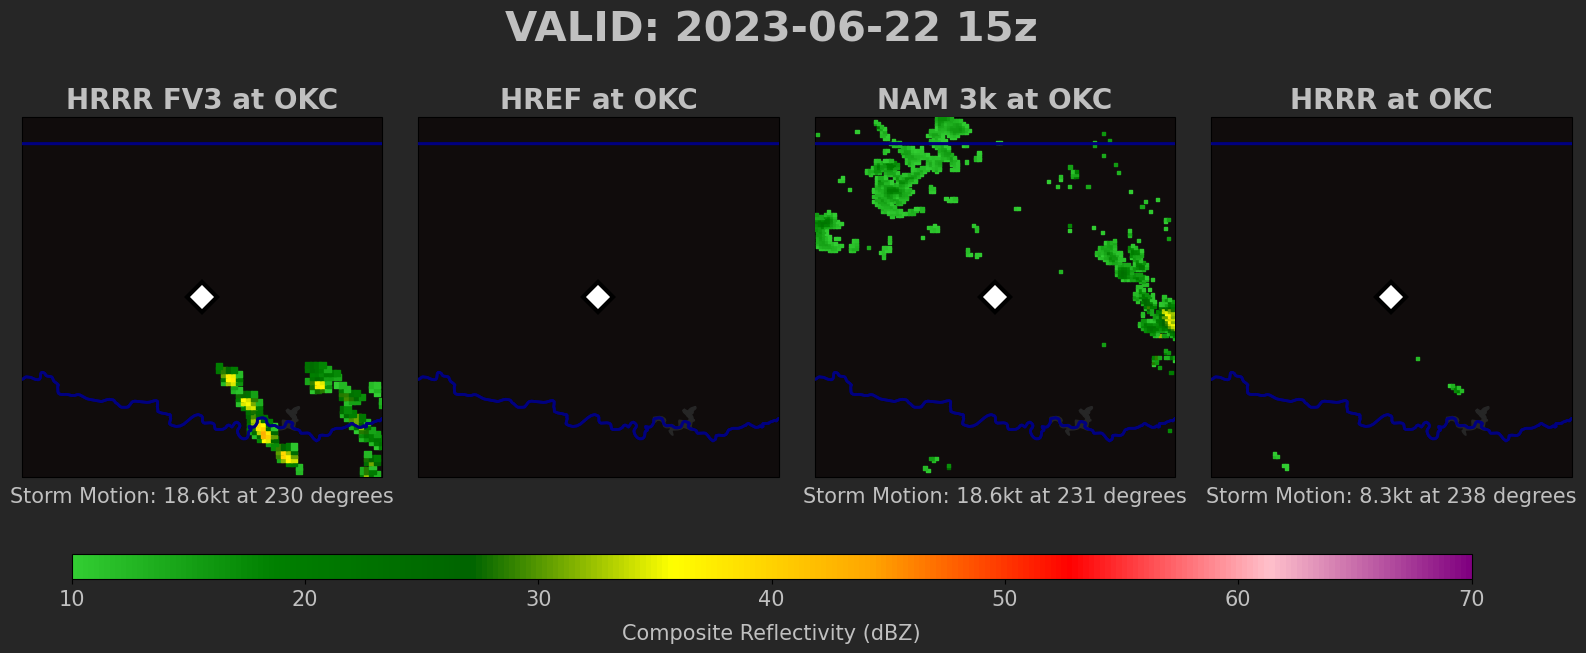 VALID: 2023-06-22 15z
HRRR FV3 at OKC
HREF at OKC
NAM 3k at OKC
HRRR at OKC
Storm Motion: 18.6kt at 230 degrees
Storm Motion: 18.6kt at 231 degrees
Storm Motion: 8.3kt at 238 degrees
10 20 30 40 50 60 70
Composite Reflectivity (dBZ)